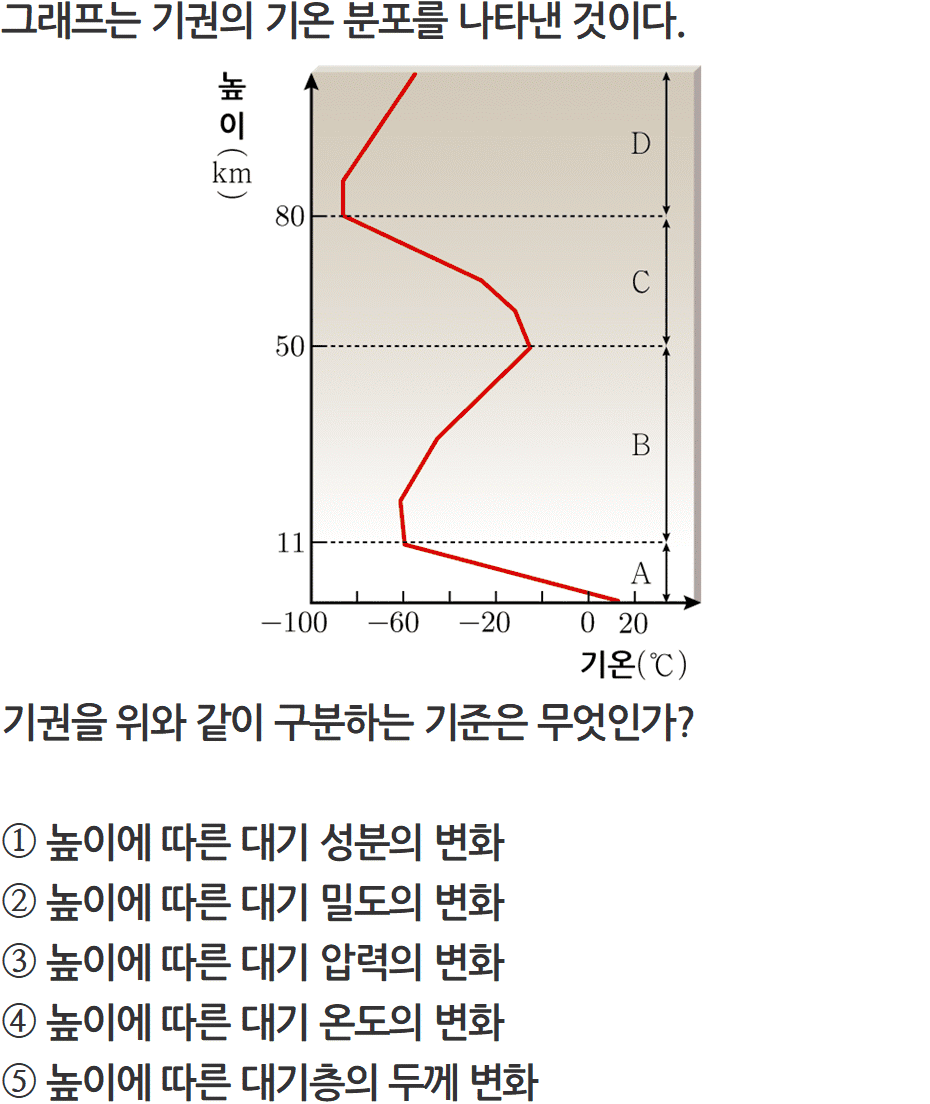 그래프는 기권의 기온 분포를 나타낸 것이다.
높이(km)
D
80
C
50
B
11
A
−100 −60 −20 0 20
기온(℃)
기권을 위와 같이 구분하는 기준은 무엇인가?
① 높이에 따른 대기 성분의 변화
② 높이에 따른 대기 밀도의 변화
③ 높이에 따른 대기 압력의 변화
④ 높이에 따른 대기 온도의 변화
⑤ 높이에 따른 대기층의 두께 변화